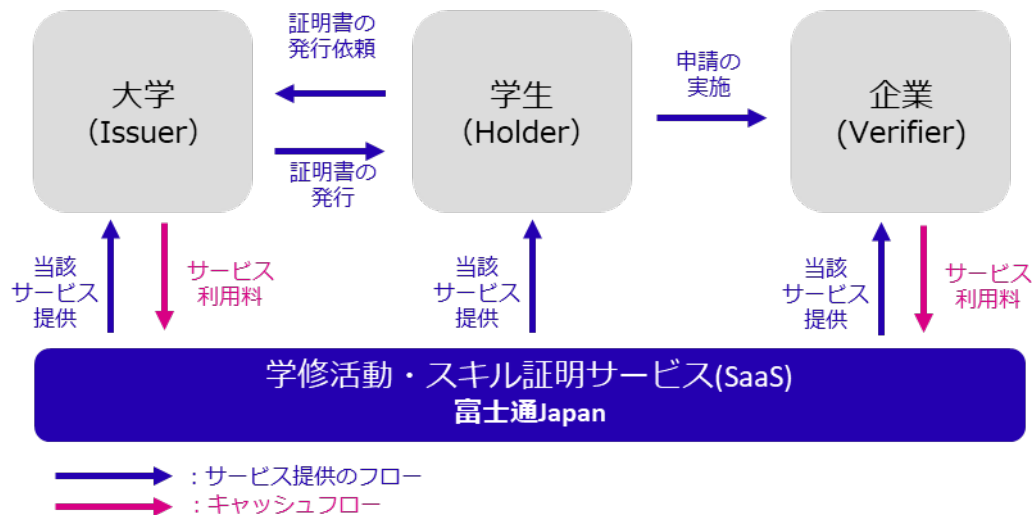 証明書の
発行依頼
大学
（Issuer）
学生
（Holder）
申請の
実施
企業
(Verifier)
証明書の
発行
当該
サービス
提供
サービス
利用料
当該
サービス
提供
当該
サービス
提供
サービス
利用料
学修活動・スキル証明サービス(SaaS)
富士通Japan
：サービス提供のフロー
：キャッシュフロー